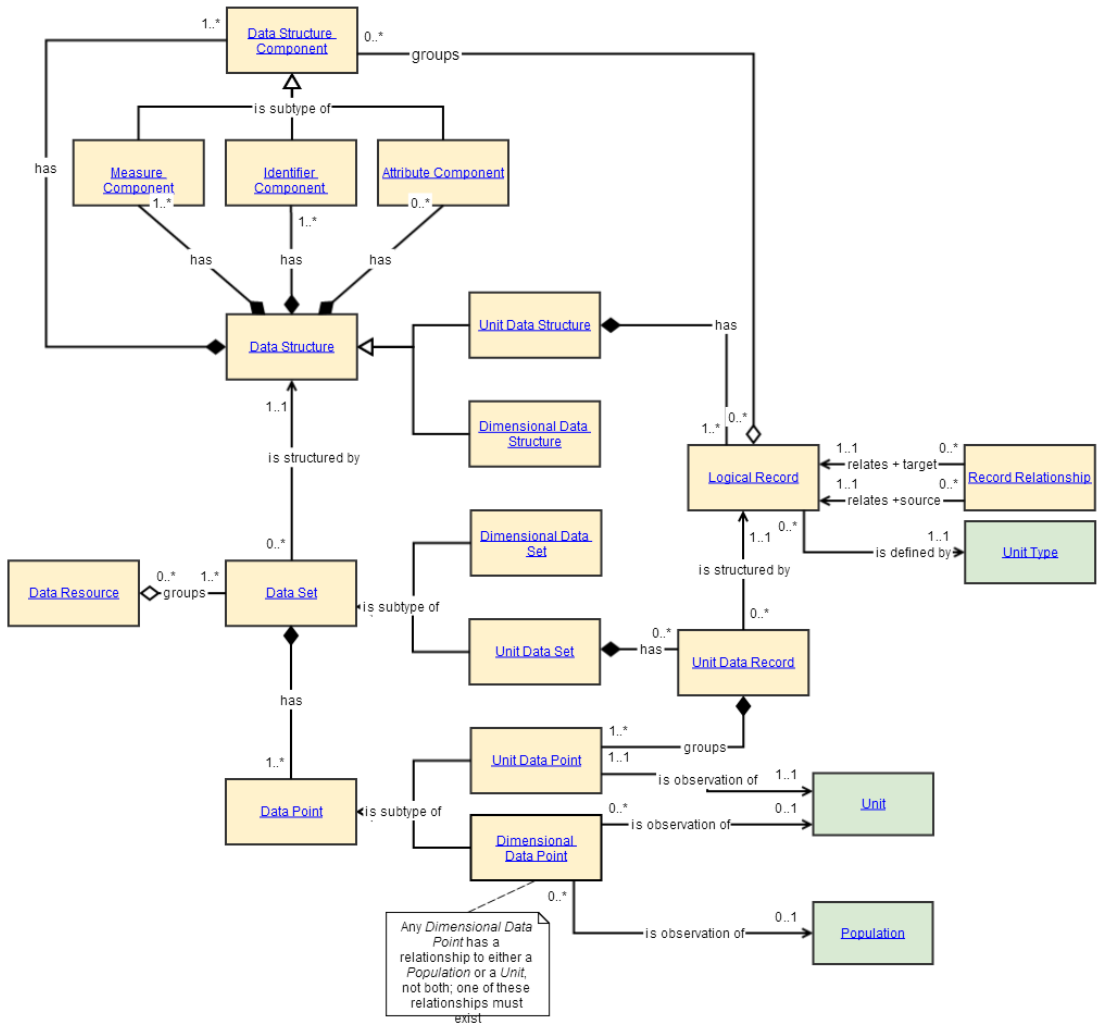 1..*
Data Structure
Component
0..*
groups
is subtype of
has
Measure
Component
1..*
Identifier
Component
1..*
Attribute Component
0..*
has
has
has
Data Structure
Unit Data Structure
has
Dimensional Data
Structure
1..1
is structured by
0..*
1..*
0..*
Logical Record
1..1
0..*
relates + target
1..1
0..*
relates +source
Record Relationship
0..*
1..1
is defined by
Unit Type
1..1
is structured by
0..*
Data Resource
0..*
1..*
groups
Data Set
is subtype of
Dimensional Data
Set
Unit Data Set
0..*
has
Unit Data Record
has
1..*
Data Point
is subtype of
Unit Data Point
1..*
groups
1..1
is observation of
1..1
Unit
Dimensional
Data Point
0..*
is observation of
0..1
0..*
is observation of
0..1
Population
Any Dimensional Data
Point has a
relationship to either a
Population or a Unit,
not both; one of these
relationships must
exist